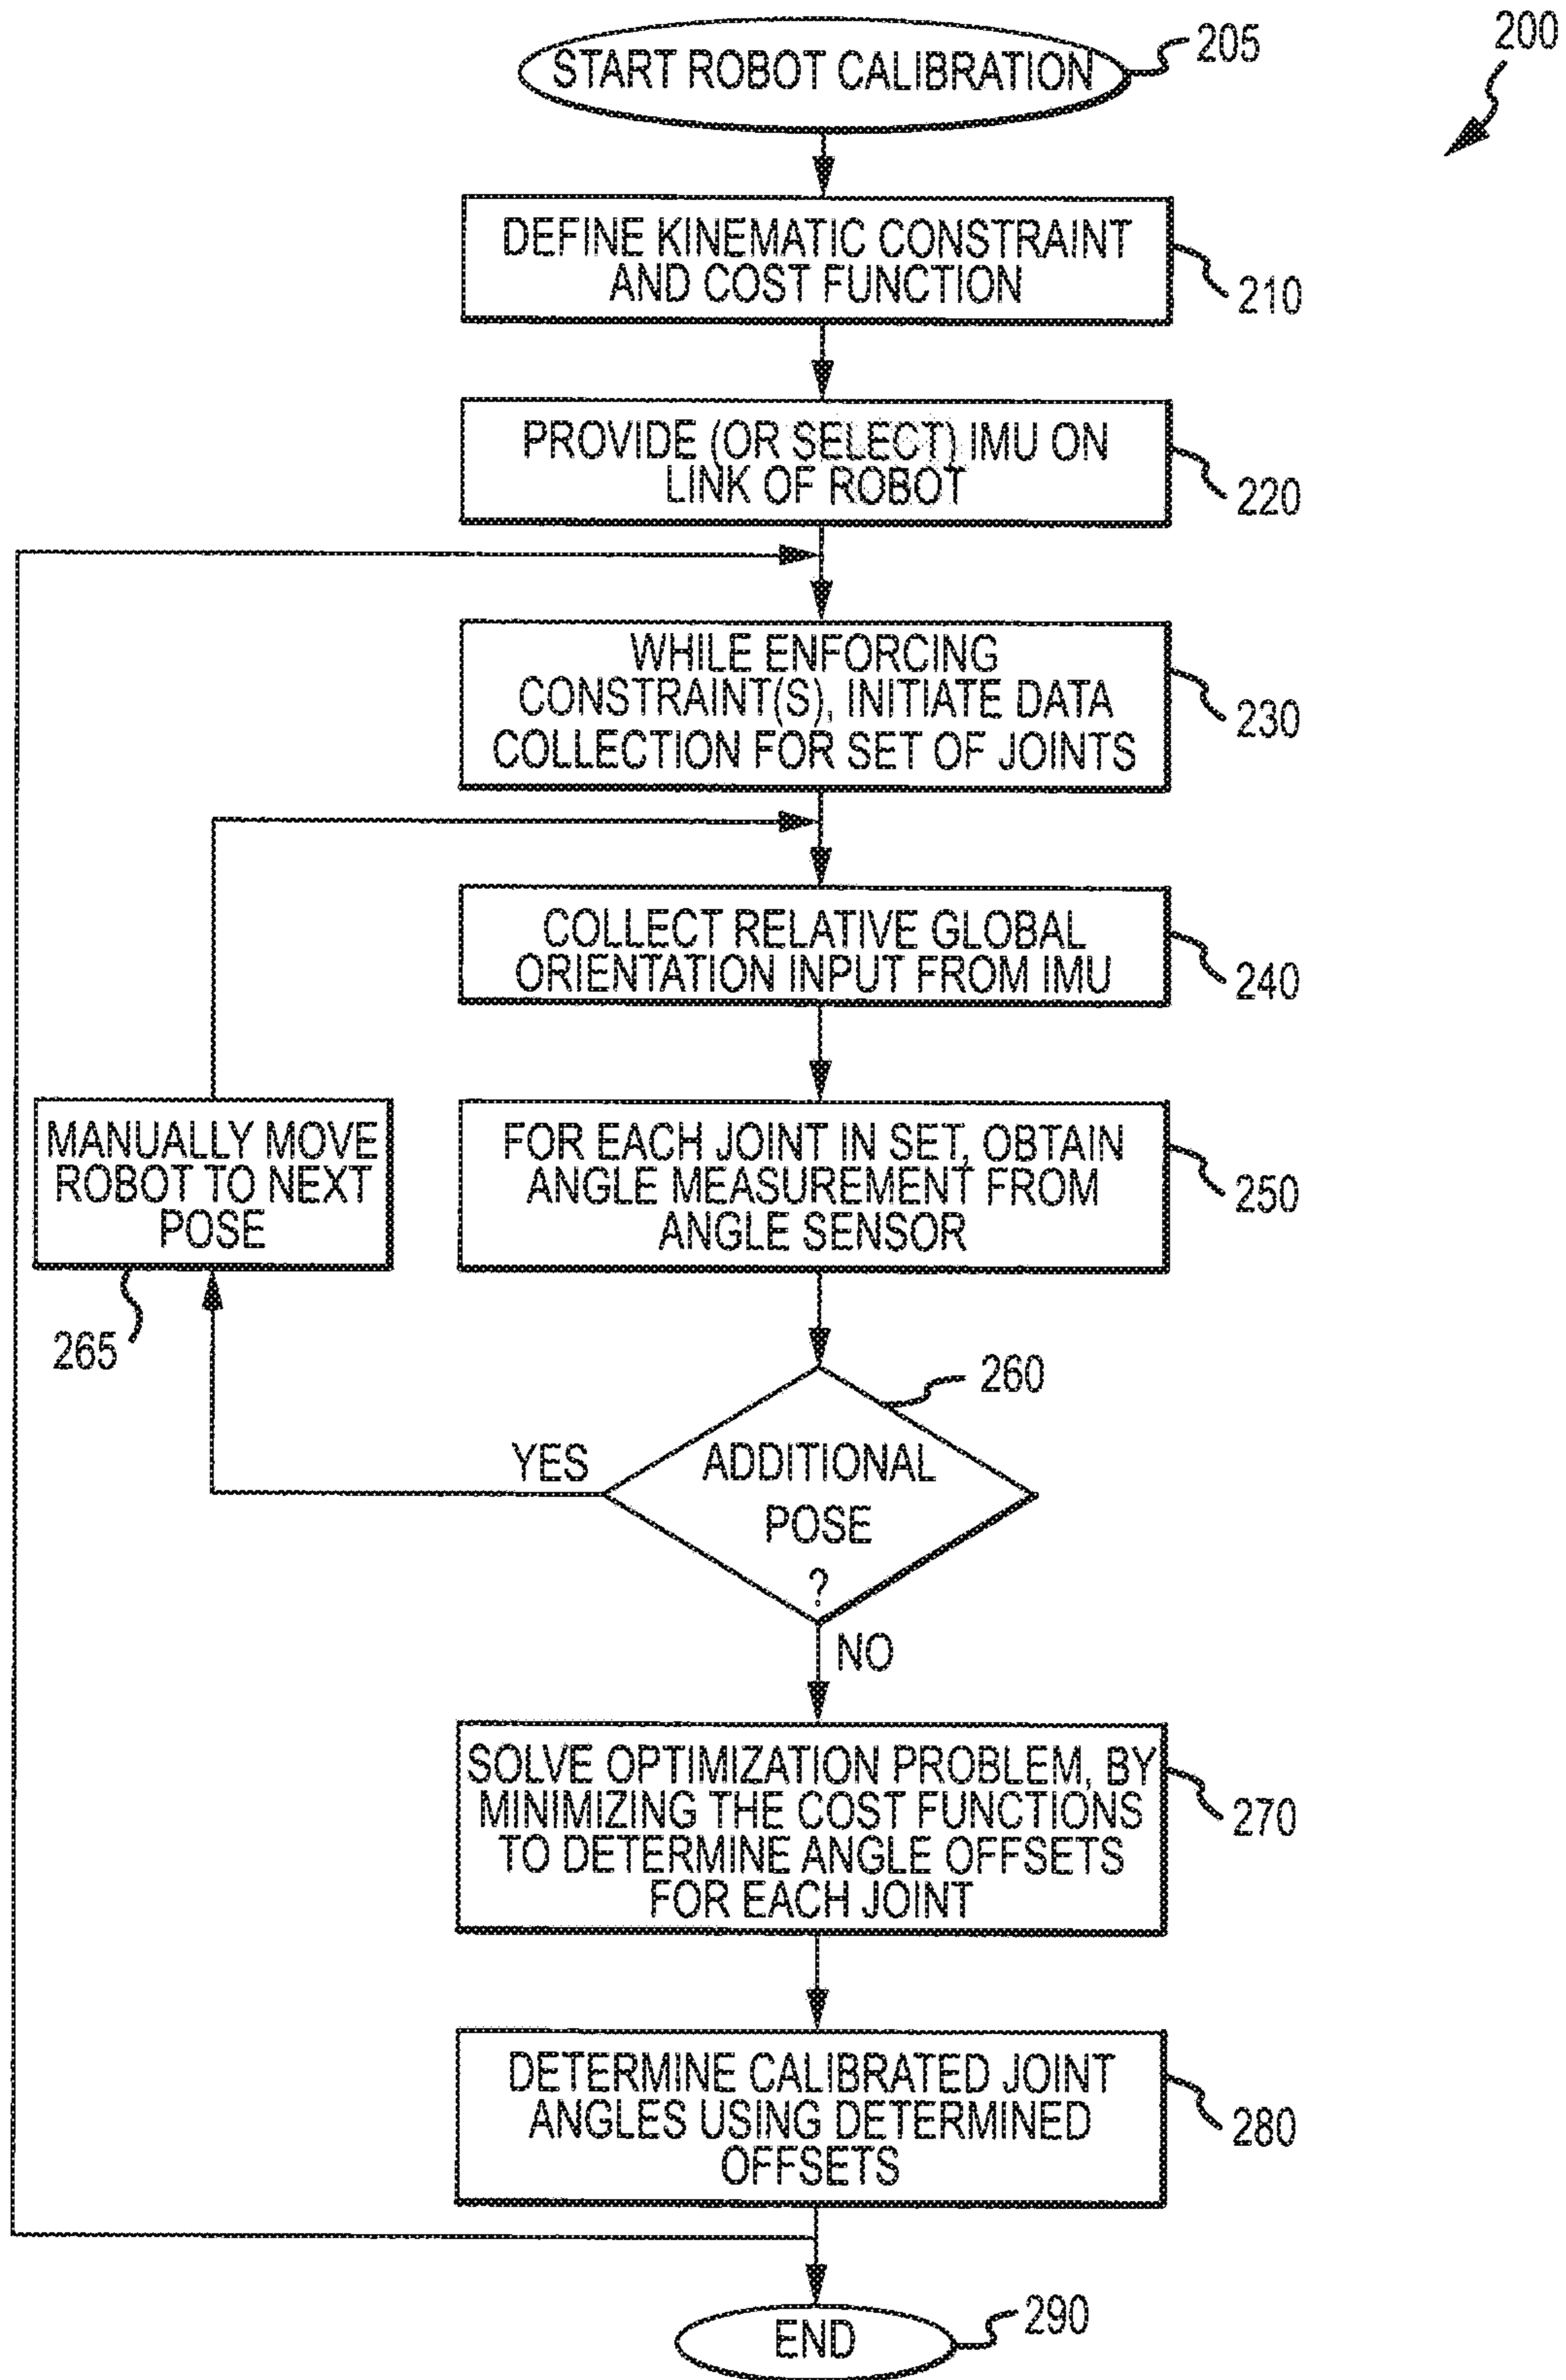 200
START ROBOT CALIBRATION
205
DEFINE KINEMATIC CONSTRAINT
AND COST FUNCTION
210
PROVIDE (OR SELECT) IMU ON
LINK OF ROBOT
220
WHILE ENFORCING
CONSTRAINT(S), INITIATE DATA
COLLECTION FOR SET OF JOINTS
230
COLLECT RELATIVE GLOBAL
ORIENTATION INPUT FROM IMU
240
FOR EACH JOINT IN SET, OBTAIN
ANGLE MEASUREMENT FROM
ANGLE SENSOR
250
MANUALLY MOVE
ROBOT TO NEXT
POSE
265
ADDITIONAL
POSE
?
260
YES
NO
SOLVE OPTIMIZATION PROBLEM, BY
MINIMIZING THE COST FUNCTIONS
TO DETERMINE ANGLE OFFSETS
FOR EACH JOINT
270
DETERMINE CALIBRATED JOINT
ANGLES USING DETERMINED
OFFSETS
280
END
290